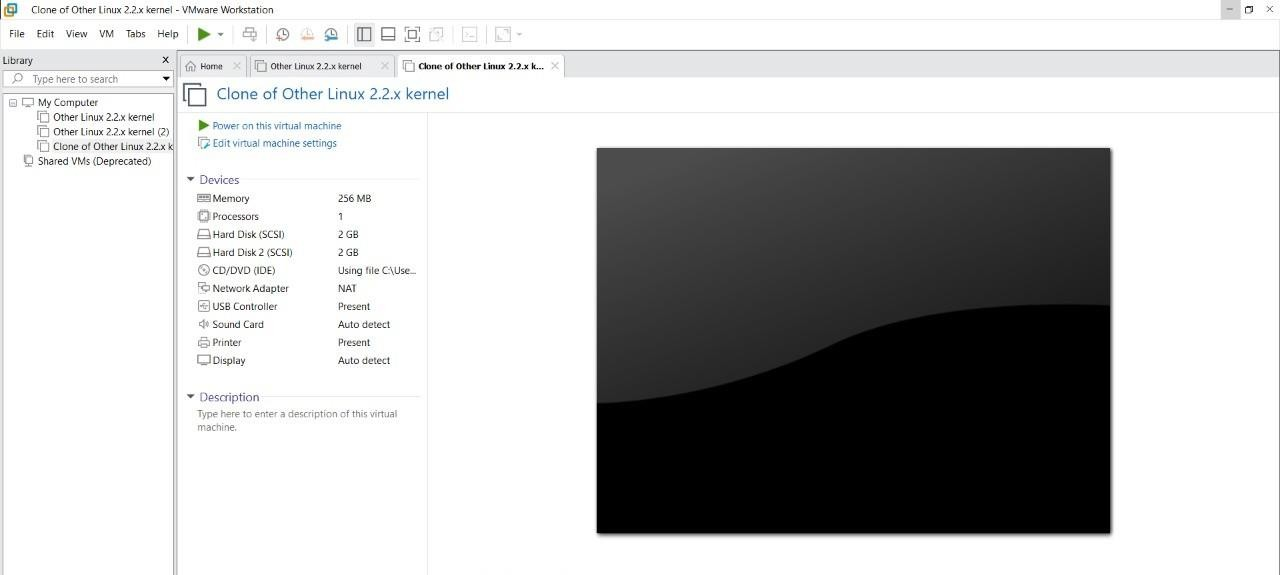 Clone of Other Linux 2.2.x kernel - VMware Workstation
File Edit View VM Tabs Help
Library X
Type here to search
My Computer
Other Linux 2.2.x kernel
Other Linux 2.2.x kernel (2)
Clone of Other Linux 2.2.x k
Shared VMs (Deprecated)
Home Other Linux 2.2.x kernel Clone of Other Linux 2.2.x k...
Clone of Other Linux 2.2.x kernel
Power on this virtual machine
Edit virtual machine settings
Devices
Memory 256 MB
Processors 1
Hard Disk (SCSI) 2 GB
Hard Disk 2 (SCSI) 2 GB
CD/DVD (IDE) Using file C:\Use...
Network Adapter NAT
USB Controller Present
Sound Card Auto detect
Printer Present
Display Auto detect
Description
Type here to enter a description of this virtual
machine.